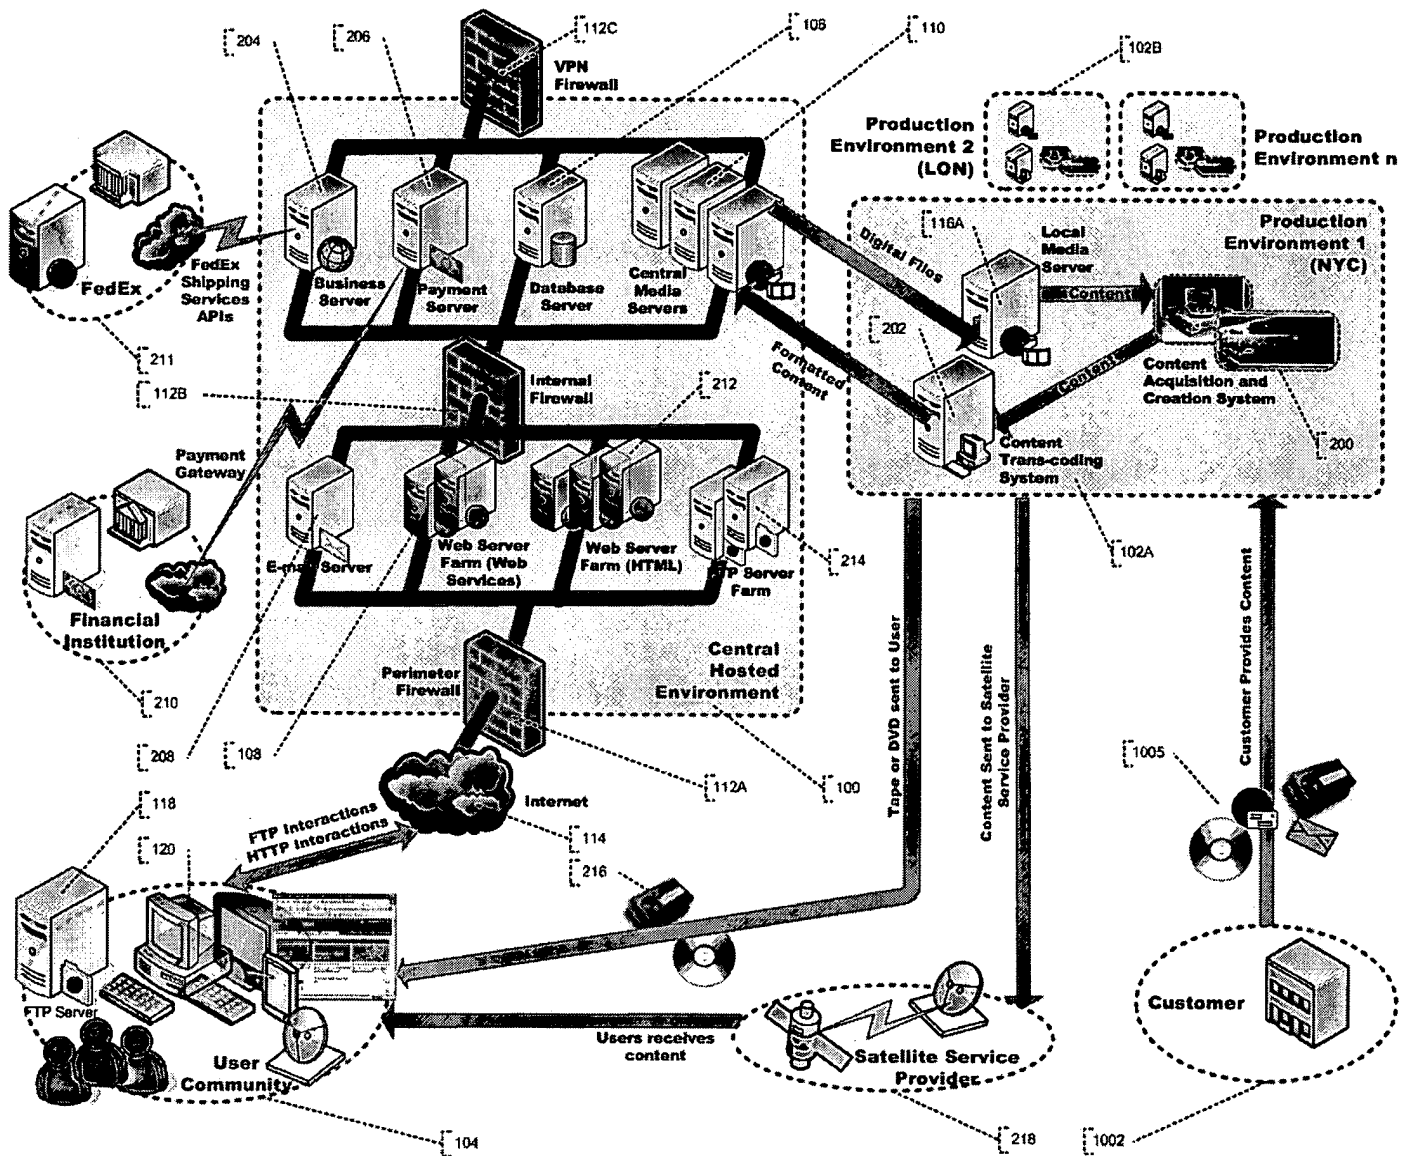 204
206
112C
VPN
Firewall
106
110
102B
Production
Environment 2
(LON)
Production
Environment n
Production
Environment 1
(NYC)
116A
Local
Media
Server
FedEx
FedEx
Shipping
Services
APIs
Business
Server
Payment
Server
Database
Server
Central
Media
Servers
Digital Files
Content
202
211
112B
Internal
Firewall
212
Formatted
Content
Content
Content
Acquisition and
Creation System
200
Content
Trans-coding
System
Payment
Gateway
E-mail Server
Web Server
Farm (Web
Services)
Web Server
Farm (HTML)
FTP Server
Farm
214
102A
Financial
Institution
210
Perimeter
Firewall
Central
Hosted
Environment
Tape or DVD sent to User
Content Sent to Satellite
Service Provider
Customer Provides Content
208
108
112A
100
1005
118
Internet
FTP Interactions
HTTP Interactions
120
114
216
FTP Server
User
Community
Users receives
content
Satellite Service
Provider
Customer
104
218
1002